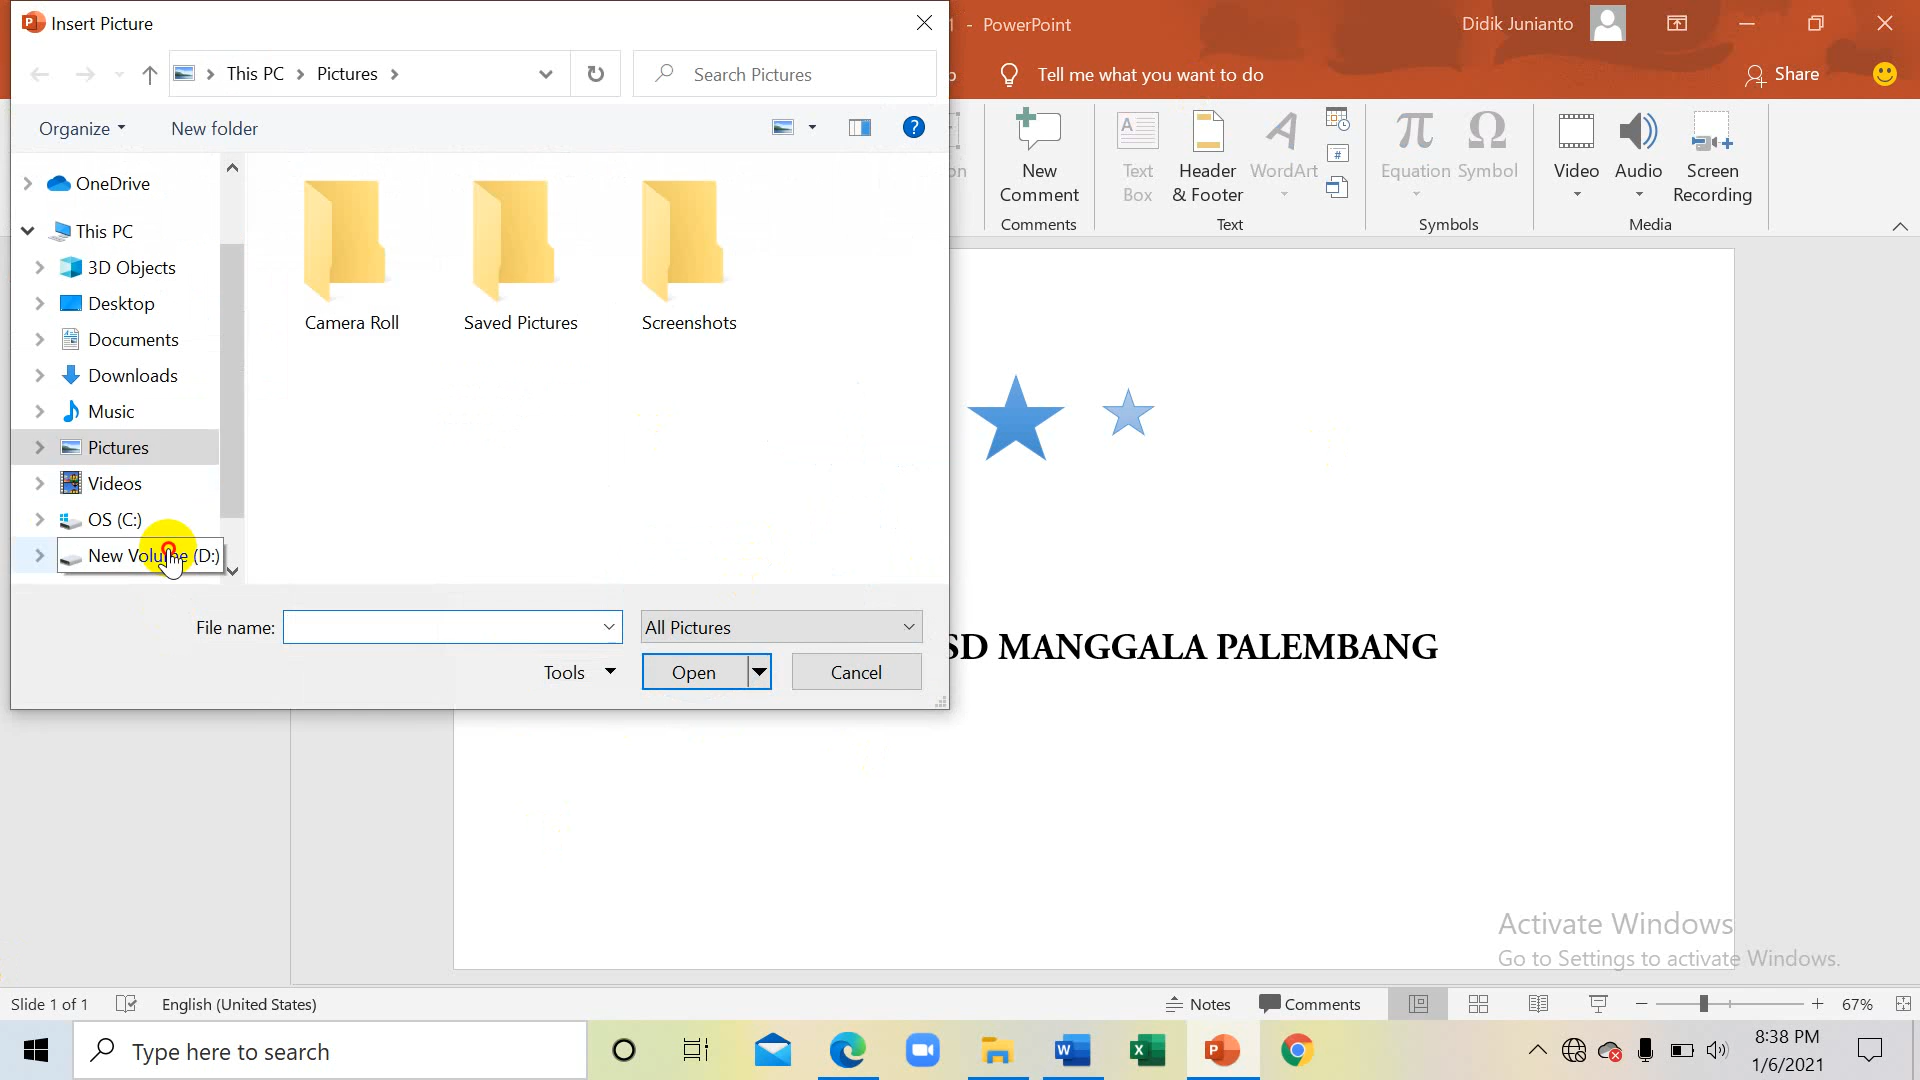 Insert Picture
- PowerPoint
Didik Junianto
This PC
Pictures
Search Pictures
Tell me what you want to do
Share
Organize
New folder
OneDrive
This PC
3D Objects
Desktop
Documents
Downloads
Music
Pictures
Videos
OS (C:)
New Volume (D:)
Camera Roll
Saved Pictures
Screenshots
File name:
All Pictures
Tools
Open
Cancel
New
Comment
Comments
Text
Box
Header
& Footer
WordArt
Text
Equation
Symbol
Symbols
Video
Audio
Screen
Recording
Media
SD MANGGALA PALEMBANG
Activate Windows
Go to Settings to activate Windows.
Slide 1 of 1
English (United States)
Notes
Comments
67%
Type here to search
8:38 PM
1/6/2021